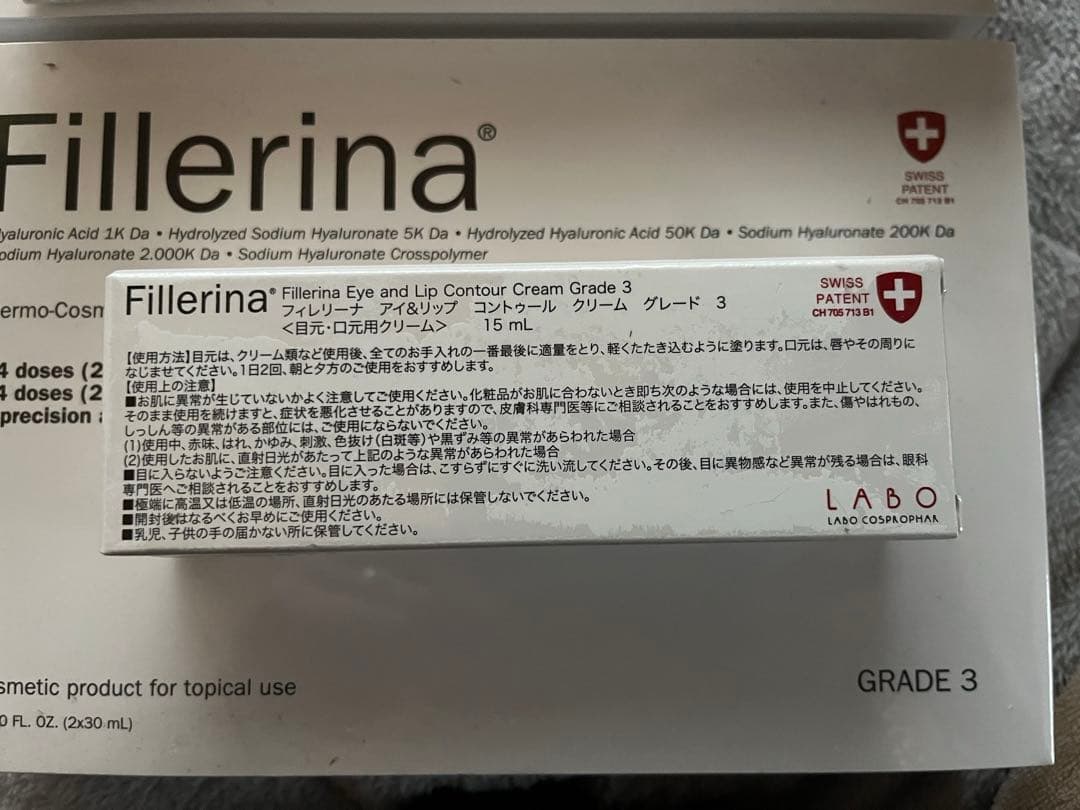 Fillerina®
SWISS
PATENT
CH 705 713 B1
yaluronic Acid 1K Da • Hydrolyzed Sodium Hyaluronate 5K Da • Hydrolyzed Hyaluronic Acid 50K Da • Sodium Hyaluronate 200K Da
odium Hyaluronate 2.000K Da • Sodium Hyaluronate Crosspolymer
ermo-Cosm
4 doses (2
4 doses (2
precision a
Fillerina® Fillerina Eye and Lip Contour Cream Grade 3
フィレリーナ アイ&リップ コントゥール クリーム グレード 3
<目元・口元用クリーム> 15 mL
SWISS
PATENT
CH 705 713 B1
【使用方法】目元は、クリーム類など使用後、全てのお手入れの一番最後に適量をとり、軽くたたき込むように塗ります。口元は、唇やその周りに
なじませてください。1日2回、朝と夕方のご使用をおすすめします。
【使用上の注意】
■お肌に異常が生じていないかよく注意してご使用ください。化粧品がお肌に合わないとき即ち次のような場合には、使用を中止してください。
そのまま使用を続けますと、症状を悪化させることがありますので、皮膚科専門医等にご相談されることをおすすめします。また、傷やはれもの、
しっしん等の異常がある部位には、ご使用にならないでください。
(1)使用中、赤味、はれ、かゆみ、刺激、色抜け(白斑等)や黒ずみ等の異常があらわれた場合
(2)使用したお肌に、直射日光があたって上記のような異常があらわれた場合
■目に入らないようご注意ください。目に入った場合は、こすらずにすぐに洗い流してください。その後、目に異物感など異常が残る場合は、眼科
専門医へご相談されることをおすすめします。
■極端に高温又は低温の場所、直射日光のあたる場所には保管しないでください。
■開封後はなるべくお早めにご使用ください。
■乳児、子供の手の届かない所に保管してください。
LABO
LABO COSPROPHAR
smetic product for topical use
GRADE 3
0 FL. OZ. (2x30 mL)